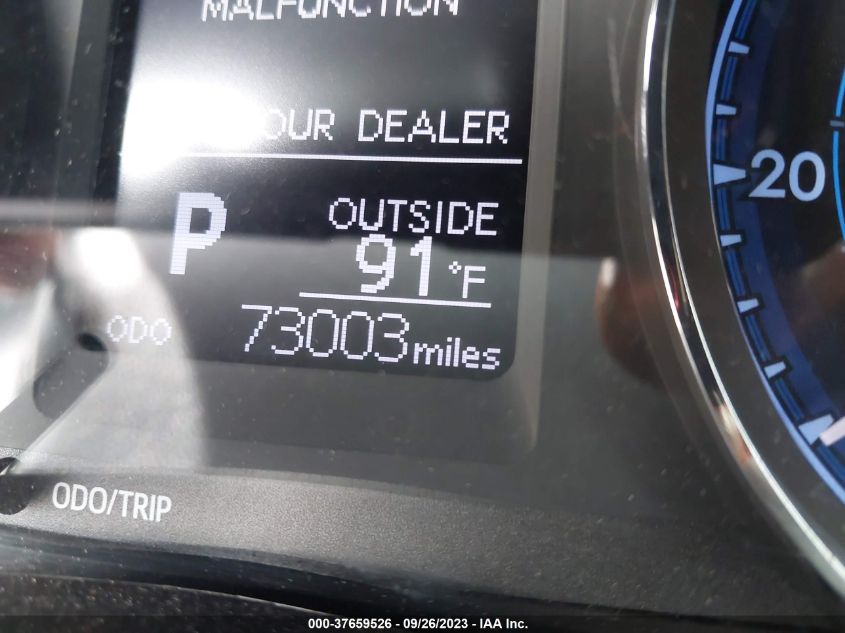 MALFUNCTION
OUR DEALER
P
OUTSIDE
91°F
ODO 73003miles
20
ODO/TRIP
000-37659526 - 09/26/2023 - IAA Inc.